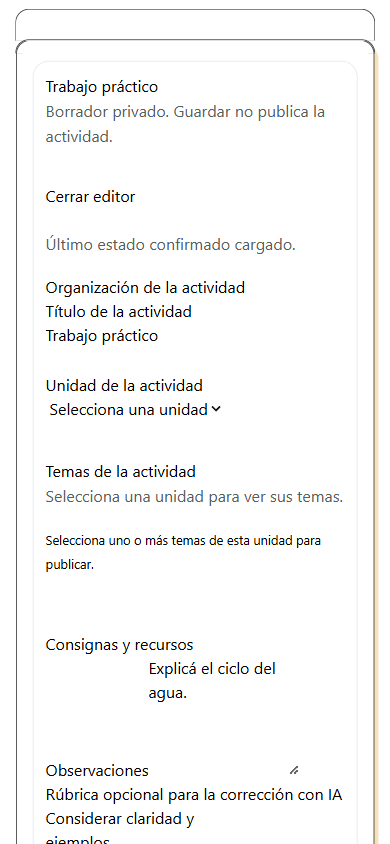 Trabajo práctico
Borrador privado. Guardar no publica la
actividad.
Cerrar editor
Último estado confirmado cargado.
Organización de la actividad
Título de la actividad
Trabajo práctico
Unidad de la actividad
Selecciona una unidad
Temas de la actividad
Selecciona una unidad para ver sus temas.
Selecciona uno o más temas de esta unidad para
publicar.
Consignas y recursos
Explicá el ciclo del
agua.
Observaciones
Rúbrica opcional para la corrección con IA
Considerar claridad y
ejemplos